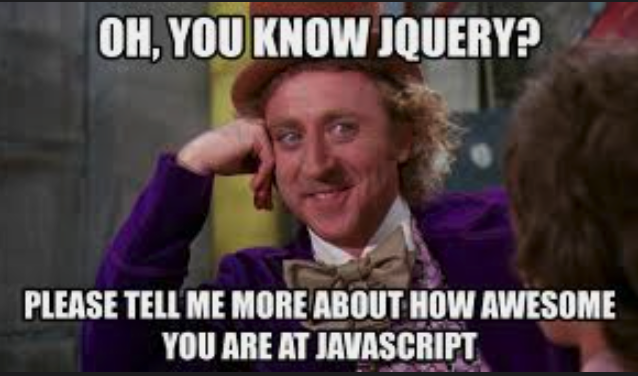 OH, YOU KNOW JQUERY?
PLEASE TELL ME MORE ABOUT HOW AWESOME
YOU ARE AT JAVASCRIPT